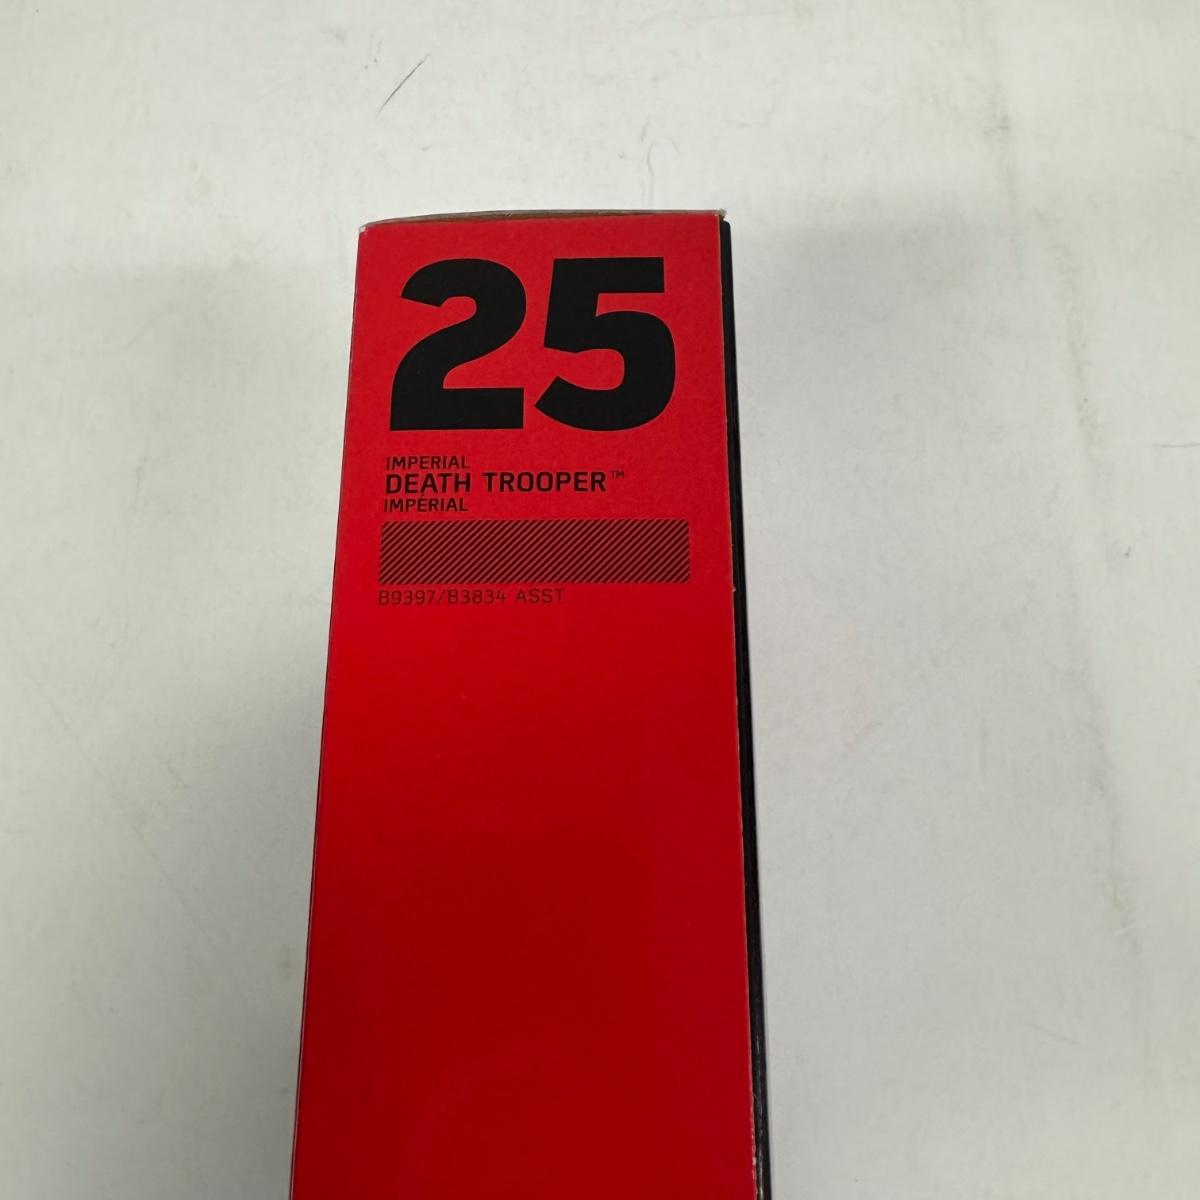 25
IMPERIAL
DEATH TROOPER™
IMPÉRIAL
B9397/B3834 ASST.